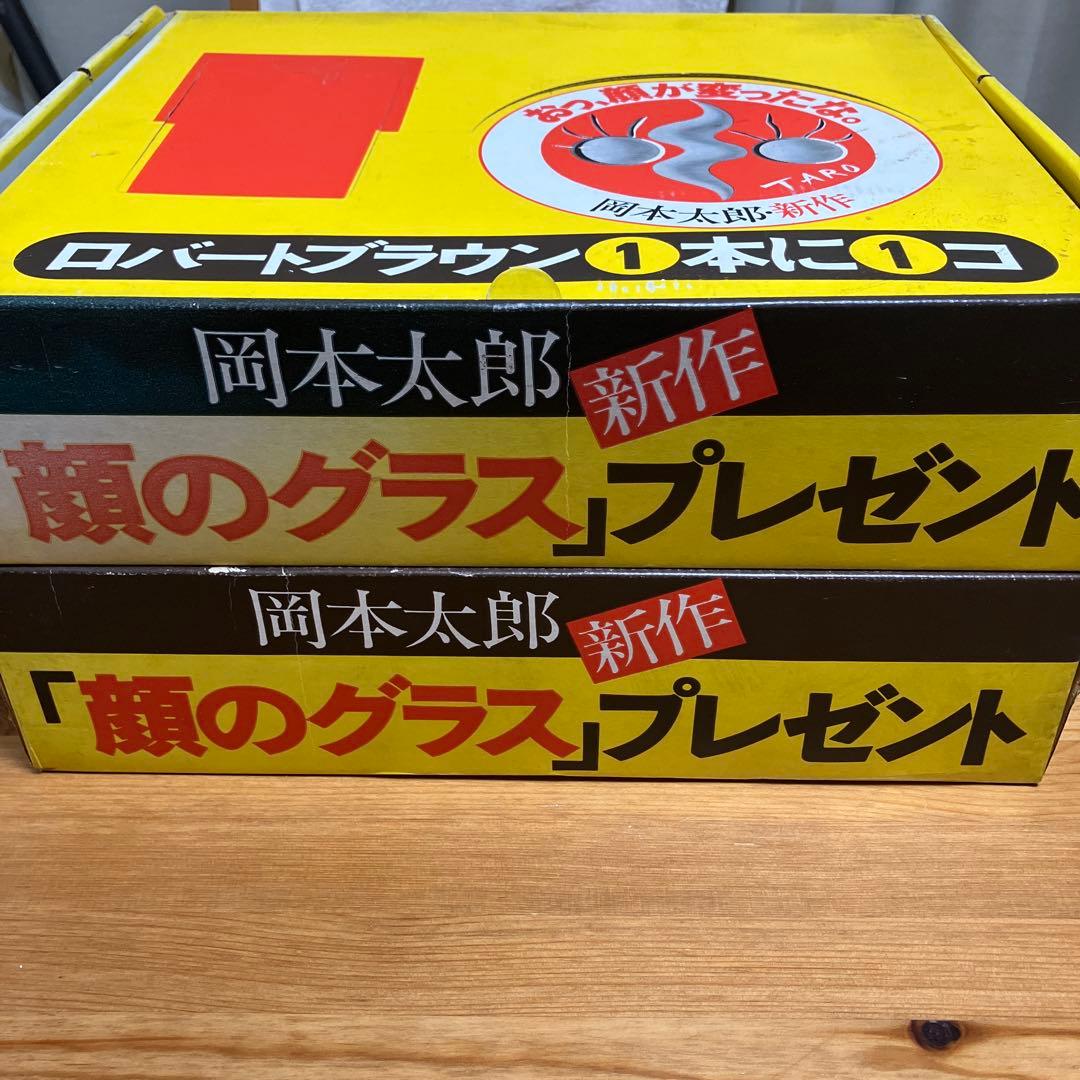 おっ、顔が変ったな。
TARO
岡本太郎・新作
ロバートブラウン1本に1コ
岡本太郎 新作
「顔のグラス」プレゼント
岡本太郎 新作
「顔のグラス」プレゼント